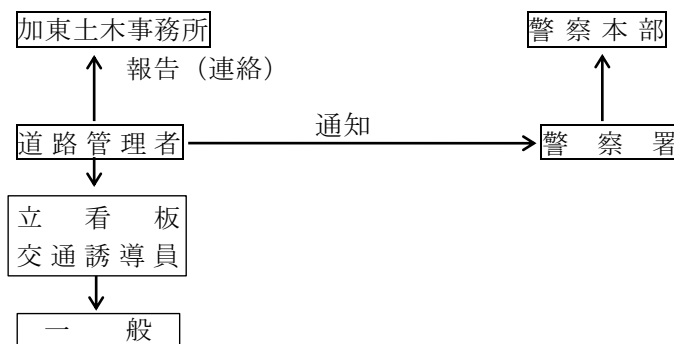 加東土木事務所
警察本部
報告（連絡）
通知
道路管理者
警察署
立看板
交通誘導員
一般